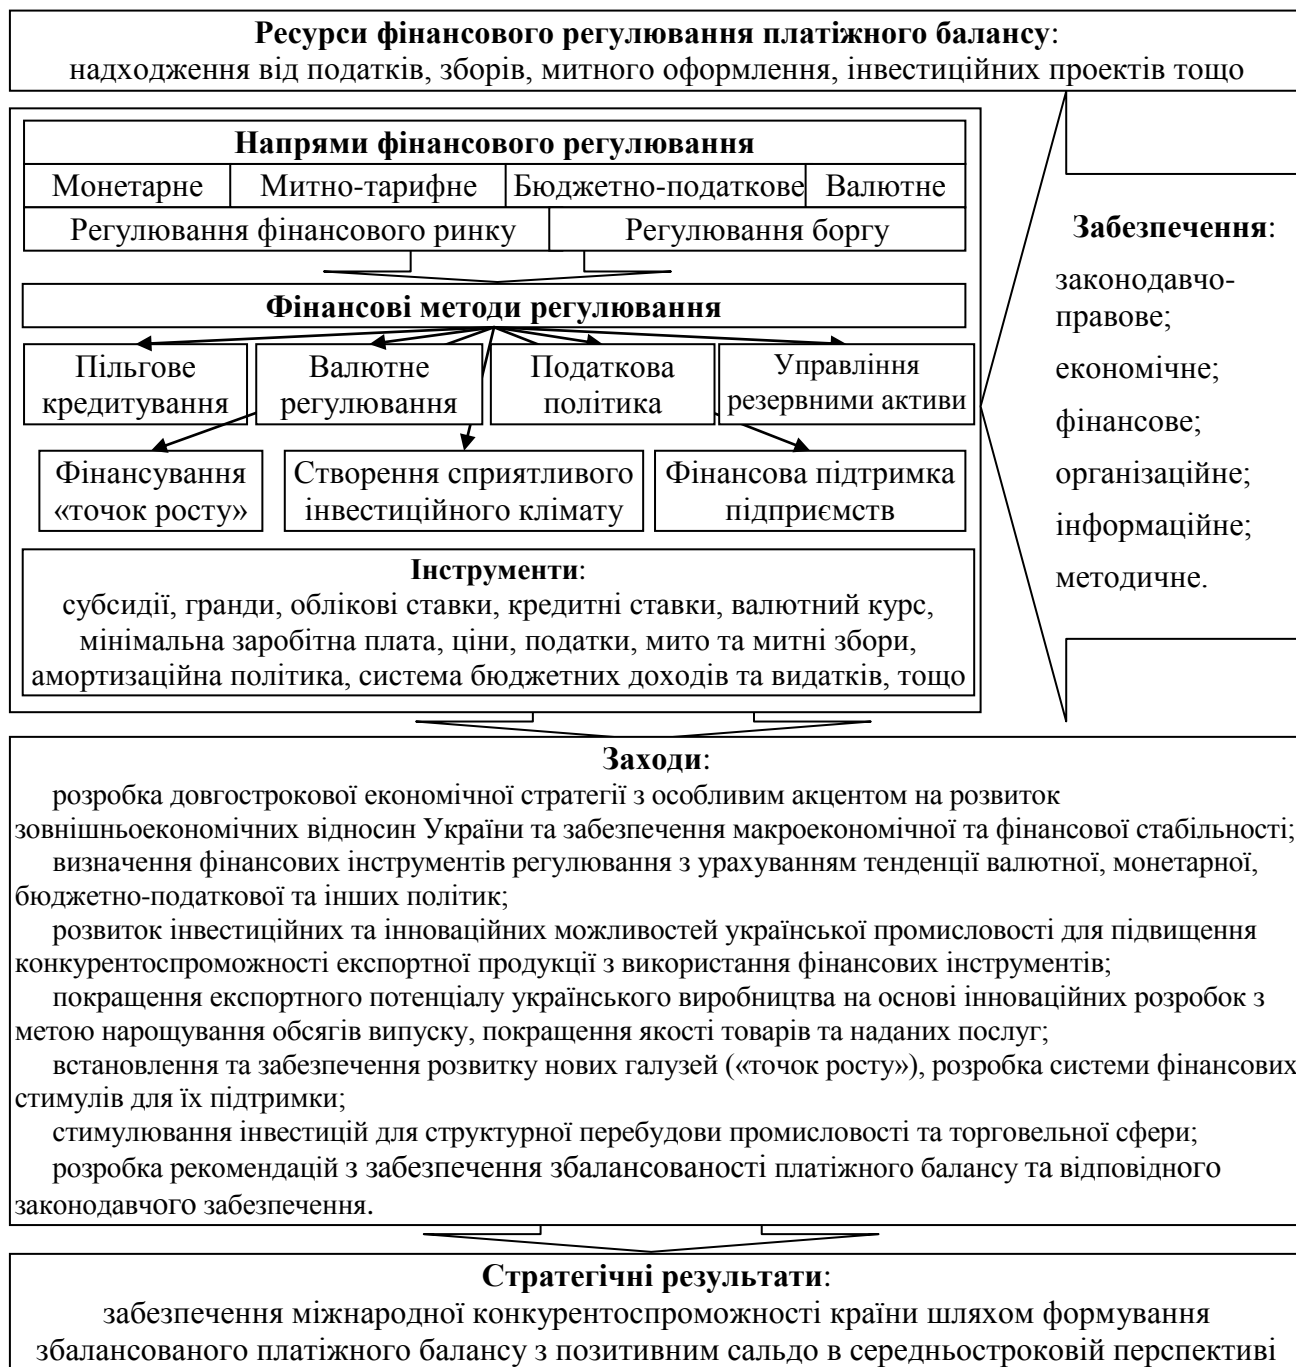 Ресурси фінансового регулювання платіжного балансу:
надходження від податків, зборів, митного оформлення, інвестиційних проектів тощо
Напрями фінансового регулювання
Монетарне
Митно-тарифне
Бюджетно-податкове
Валютне
Регулювання фінансового ринку
Регулювання боргу
Фінансові методи регулювання
Пільгове
кредитування
Валютне
регулювання
Податкова
політика
Управління
резервними активи
Фінансування
«точок росту»
Створення сприятливого
інвестиційного клімату
Фінансова підтримка
підприємств
Інструменти:
субсидії, гранди, облікові ставки, кредитні ставки, валютний курс,
мінімальна заробітна плата, ціни, податки, мито та митні збори,
амортизаційна політика, система бюджетних доходів та видатків, тощо
Забезпечення:
законодавчо-
правове;
економічне;
фінансове;
організаційне;
інформаційне;
методичне.
Заходи:
розробка довгострокової економічної стратегії з особливим акцентом на розвиток
зовнішньоекономічних відносин України та забезпечення макроекономічної та фінансової стабільності;
визначення фінансових інструментів регулювання з урахуванням тенденції валютної, монетарної,
бюджетно-податкової та інших політик;
розвиток інвестиційних та інноваційних можливостей української промисловості для підвищення
конкурентоспроможності експортної продукції з використання фінансових інструментів;
покращення експортного потенціалу українського виробництва на основі інноваційних розробок з
метою нарощування обсягів випуску, покращення якості товарів та наданих послуг;
встановлення та забезпечення розвитку нових галузей («точок росту»), розробка системи фінансових
стимулів для їх підтримки;
стимулювання інвестицій для структурної перебудови промисловості та торговельної сфери;
розробка рекомендацій з забезпечення збалансованості платіжного балансу та відповідного
законодавчого забезпечення.
Стратегічні результати:
забезпечення міжнародної конкурентоспроможності країни шляхом формування
збалансованого платіжного балансу з позитивним сальдо в середньостроковій перспективі